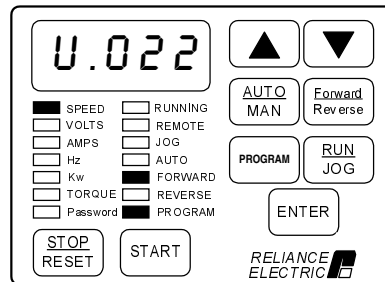 U.022
SPEED
VOLTS
AMPS
Hz
Kw
TORQUE
Password
RUNNING
REMOTE
JOG
AUTO
FORWARD
REVERSE
PROGRAM
AUTO
MAN
Forward
Reverse
PROGRAM
RUN
JOG
ENTER
STOP
RESET
START
RELIANCE
ELECTRIC